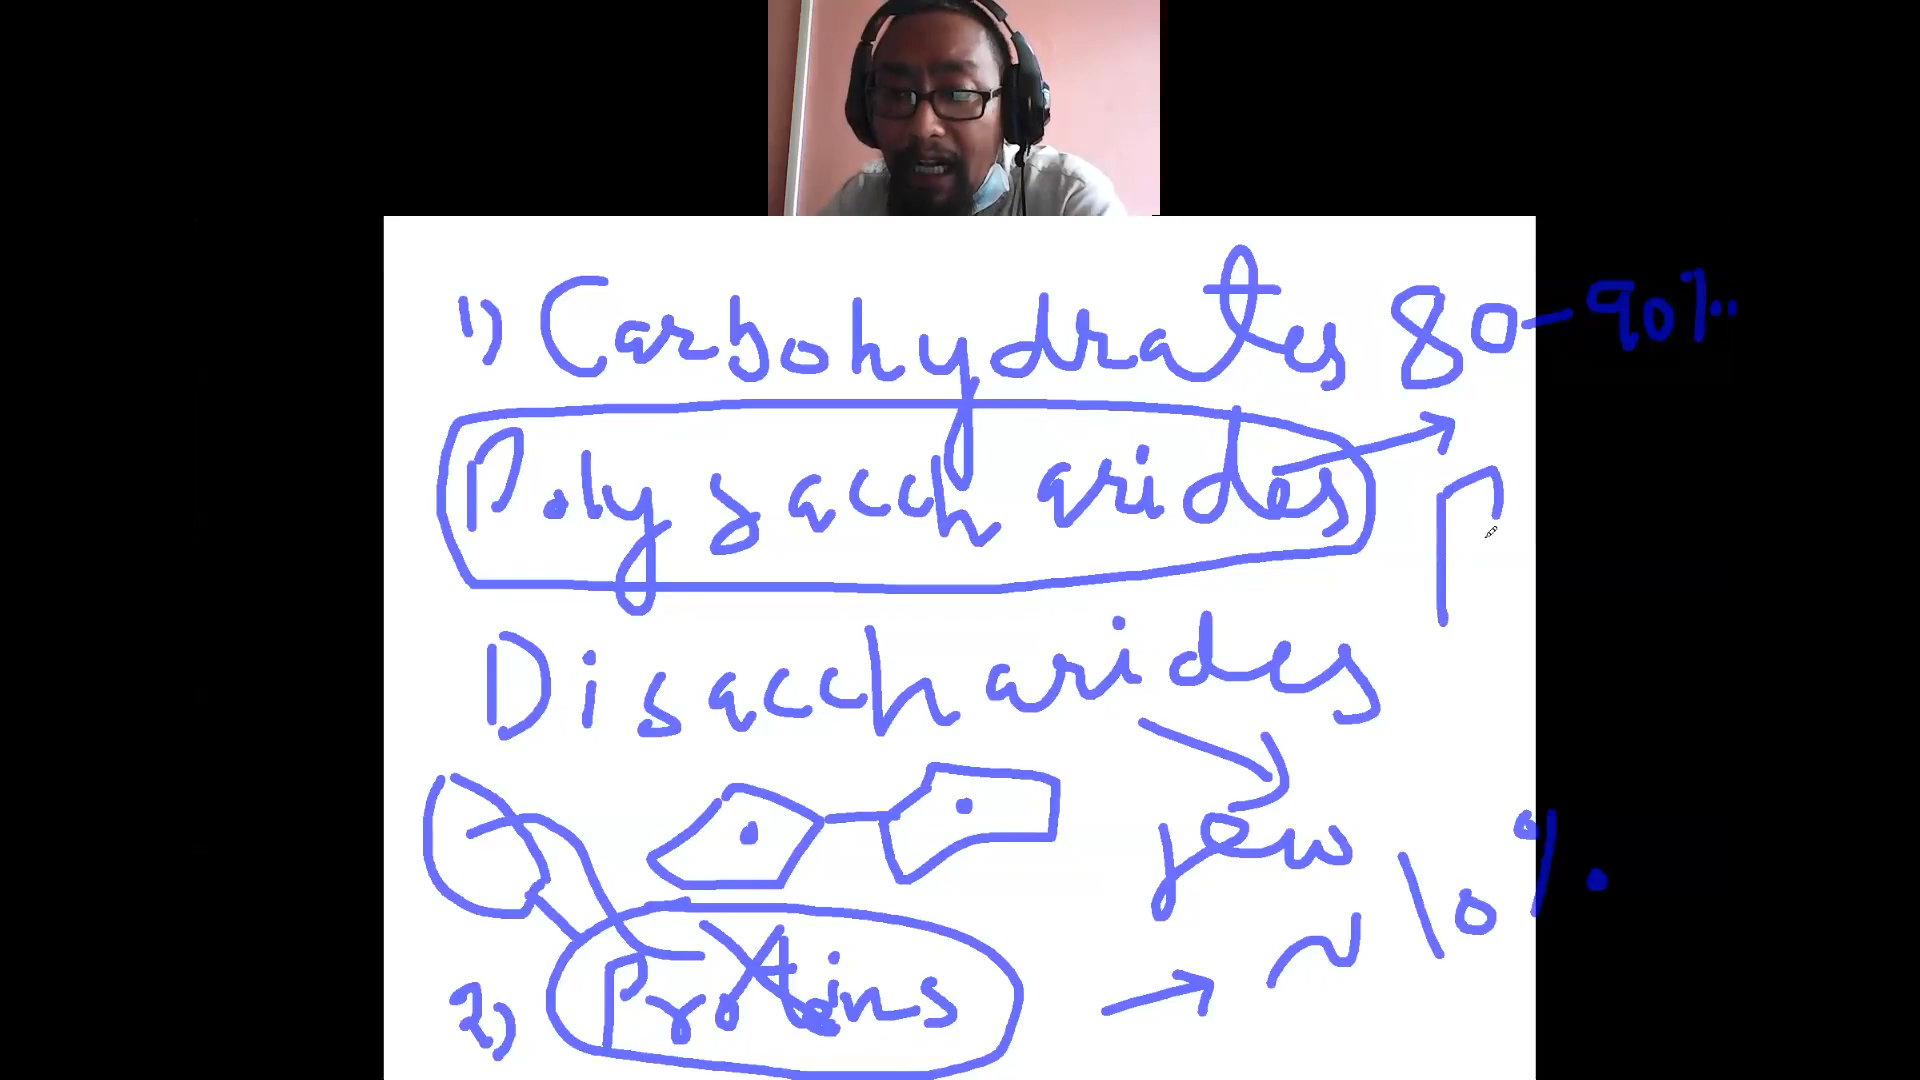 1) Carbohydrates 80-90%
Polysaccharides → P
Disaccharides
few
2) Proteins → ~10%